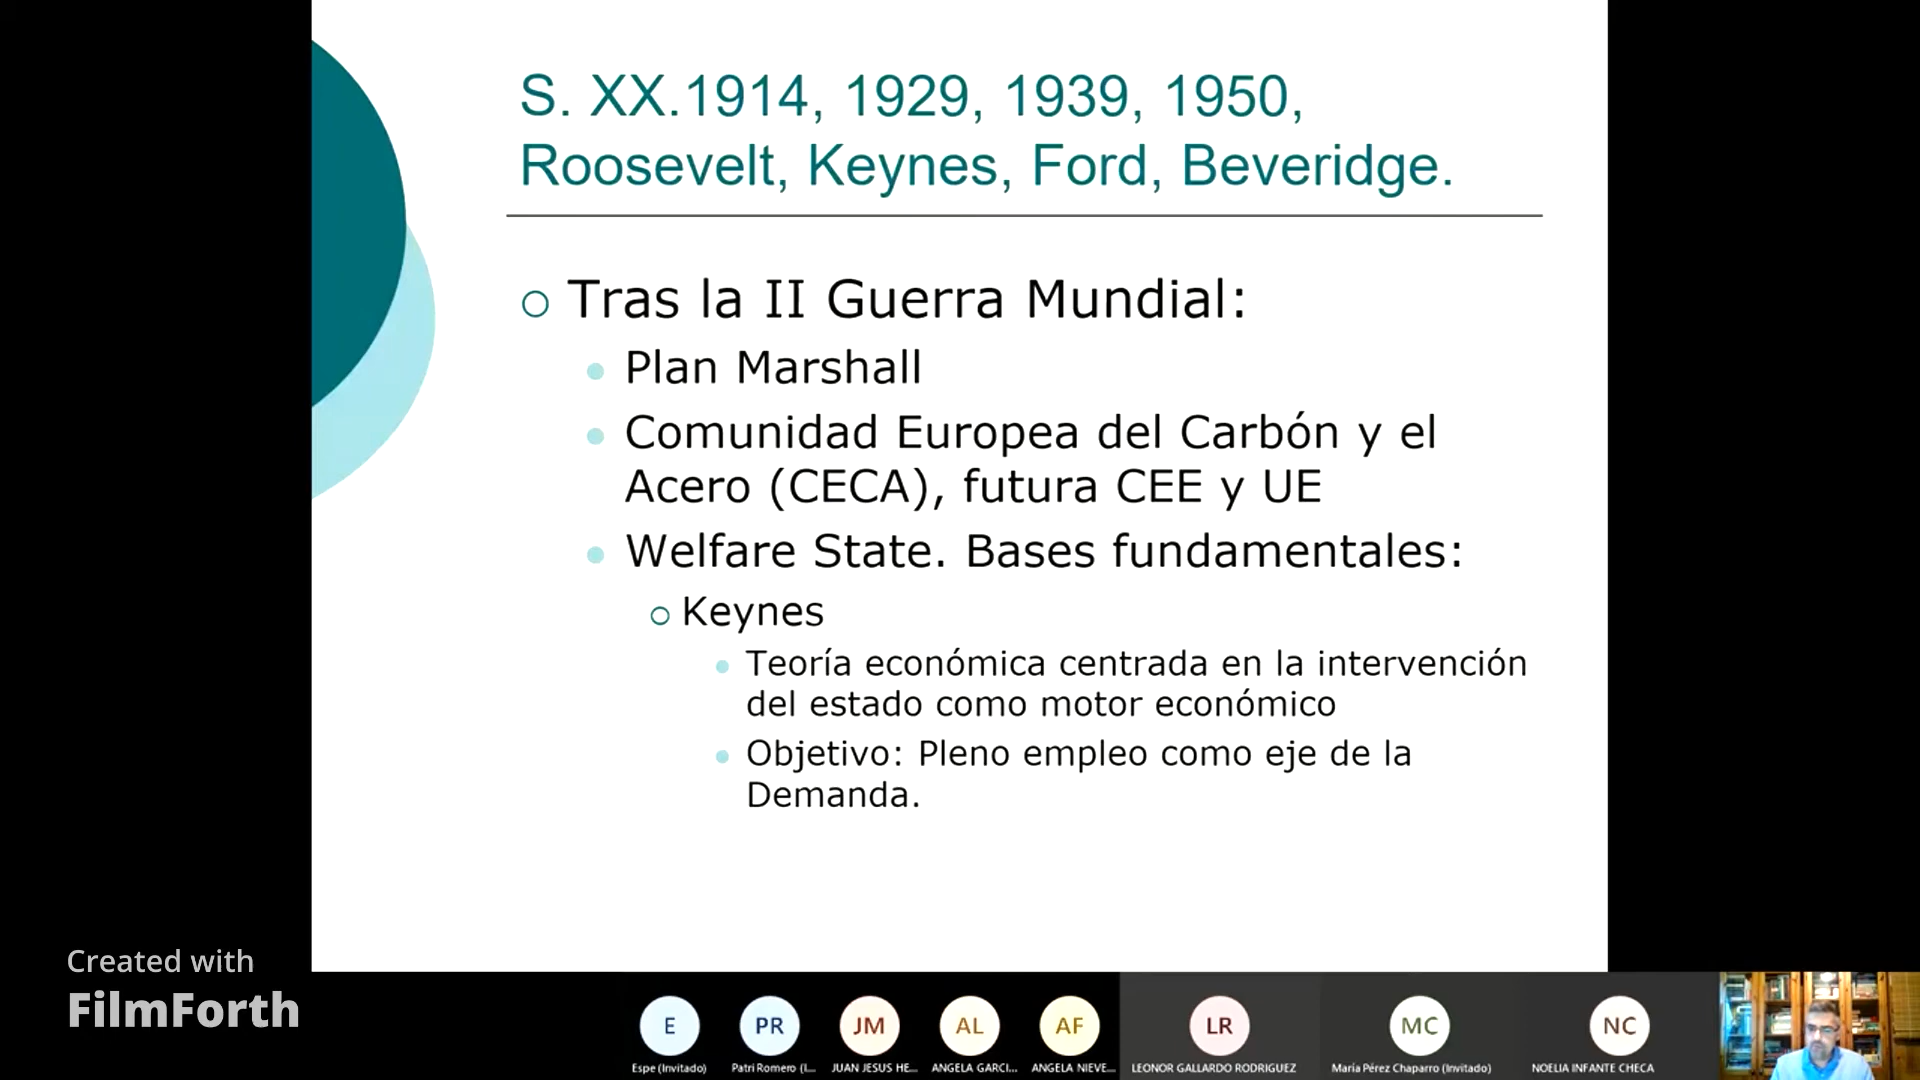 S. XX.1914, 1929, 1939, 1950,
Roosevelt, Keynes, Ford, Beveridge.
Tras la II Guerra Mundial:
Plan Marshall
Comunidad Europea del Carbón y el
Acero (CECA), futura CEE y UE
Welfare State. Bases fundamentales:
Keynes
Teoría económica centrada en la intervención
del estado como motor económico
Objetivo: Pleno empleo como eje de la
Demanda.
Created with
FilmForth
E PR JM AL AF LR MC NC
Espe (Invitado) Patri Romero (I... JUAN JESUS HE... ANGELA GARCI... ANGELA NIEVE... LEONOR GALLARDO RODRIGUEZ María Pérez Chaparro (Invitado) NOELIA INFANTE CHECA